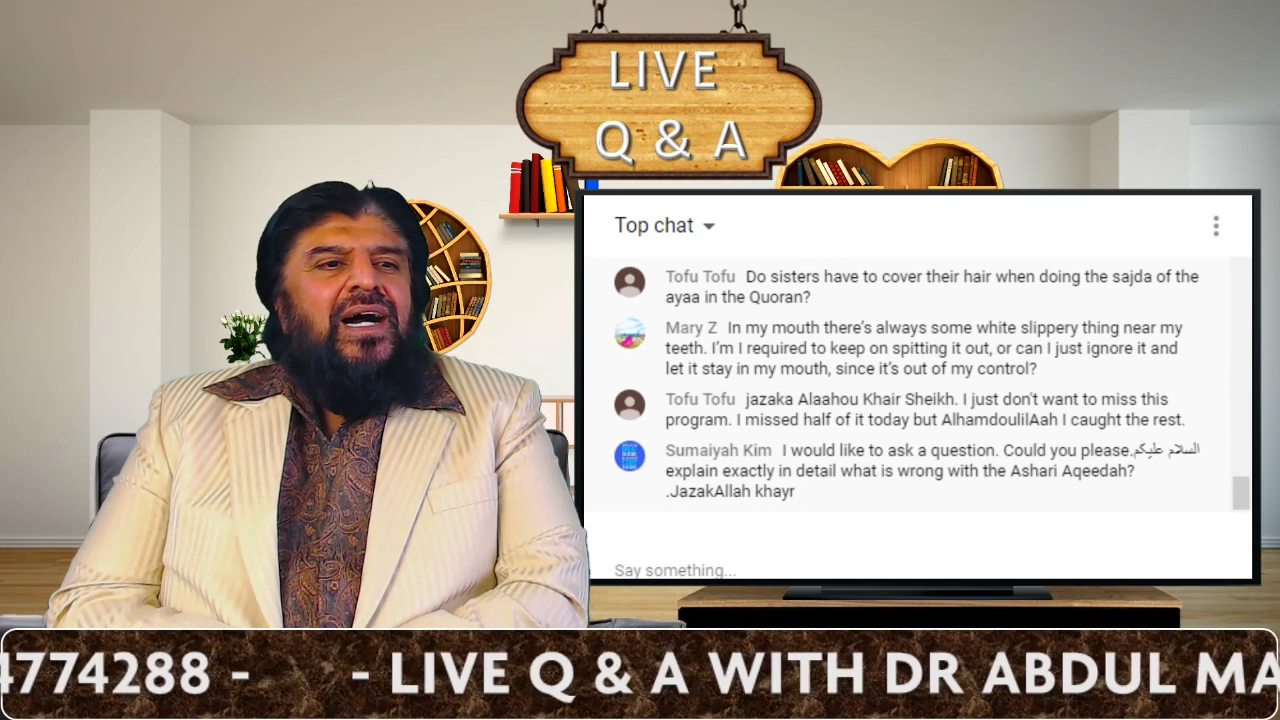 LIVE
Q & A
Top chat
Tofu Tofu Do sisters have to cover their hair when doing the sajda of the
ayaa in the Quoran?
Mary Z In my mouth there's always some white slippery thing near my
teeth. I'm I required to keep on spitting it out, or can I just ignore it and
let it stay in my mouth, since it's out of my control?
Tofu Tofu jazaka Alaahou Khair Sheikh. I just don't want to miss this
program. I missed half of it today but AlhamdoulilAah I caught the rest.
Sumaiyah Kim I would like to ask a question. Could you please.السلام عليكم
explain exactly in detail what is wrong with the Ashari Aqeedah?
.JazakAllah khayr
Say something...
4774288 - - LIVE Q & A WITH DR ABDUL MA